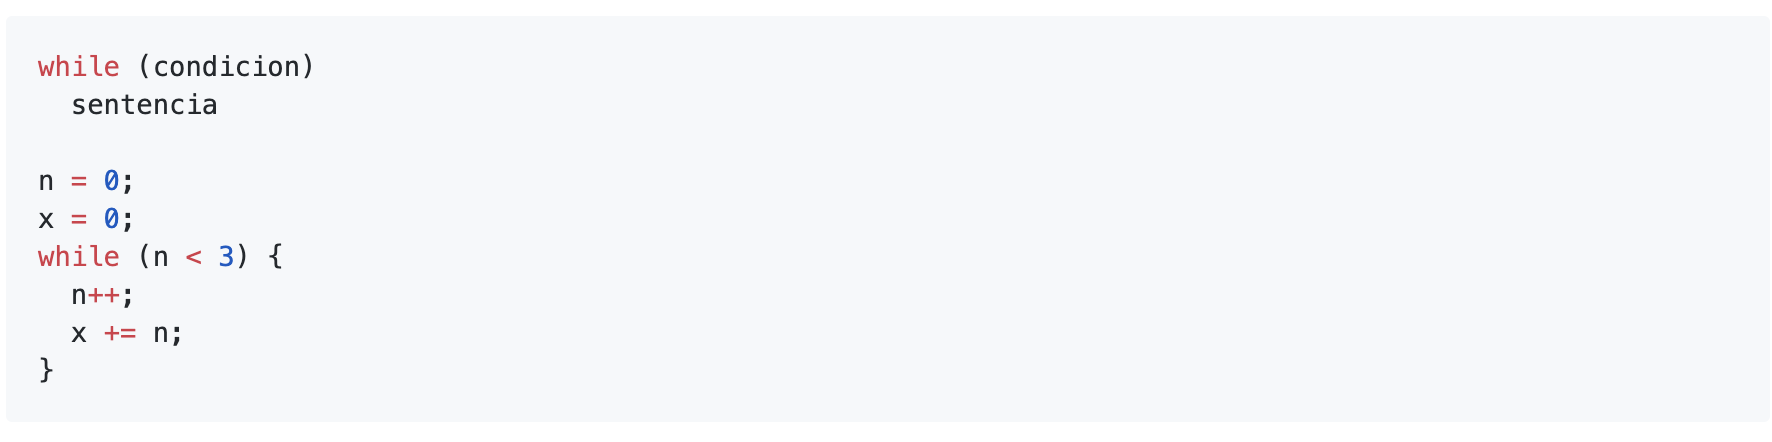 while (condicion)
  sentencia

n = 0;
x = 0;
while (n < 3) {
  n++;
  x += n;
}